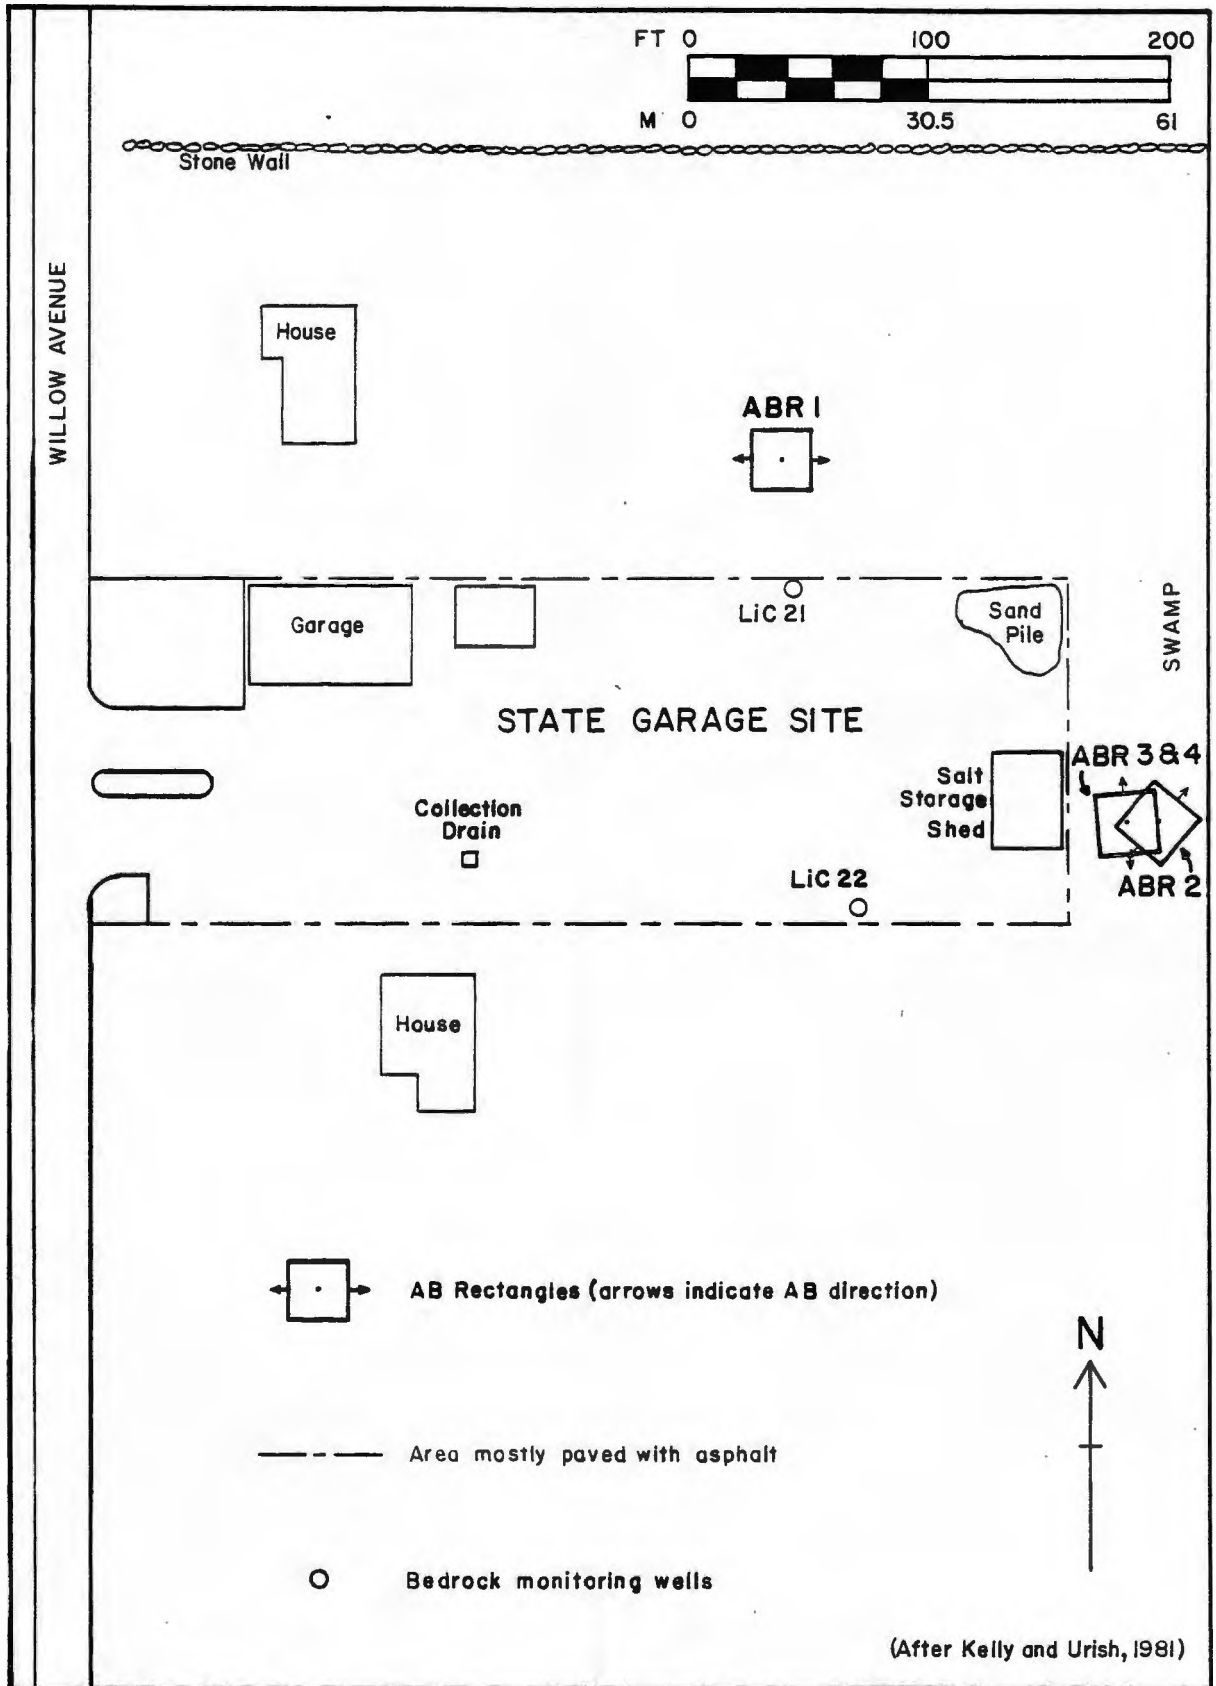 FT 0 100 200
M 0 30.5 61
Stone Wall
WILLOW AVENUE
House
ABR 1
LiC 21
Garage
Sand
Pile
SWAMP
STATE GARAGE SITE
ABR 3 & 4
Salt
Storage
Shed
Collection
Drain
LiC 22
ABR 2
House
AB Rectangles (arrows indicate AB direction)
N
Area mostly paved with asphalt
Bedrock monitoring wells
(After Kelly and Urish, 1981)